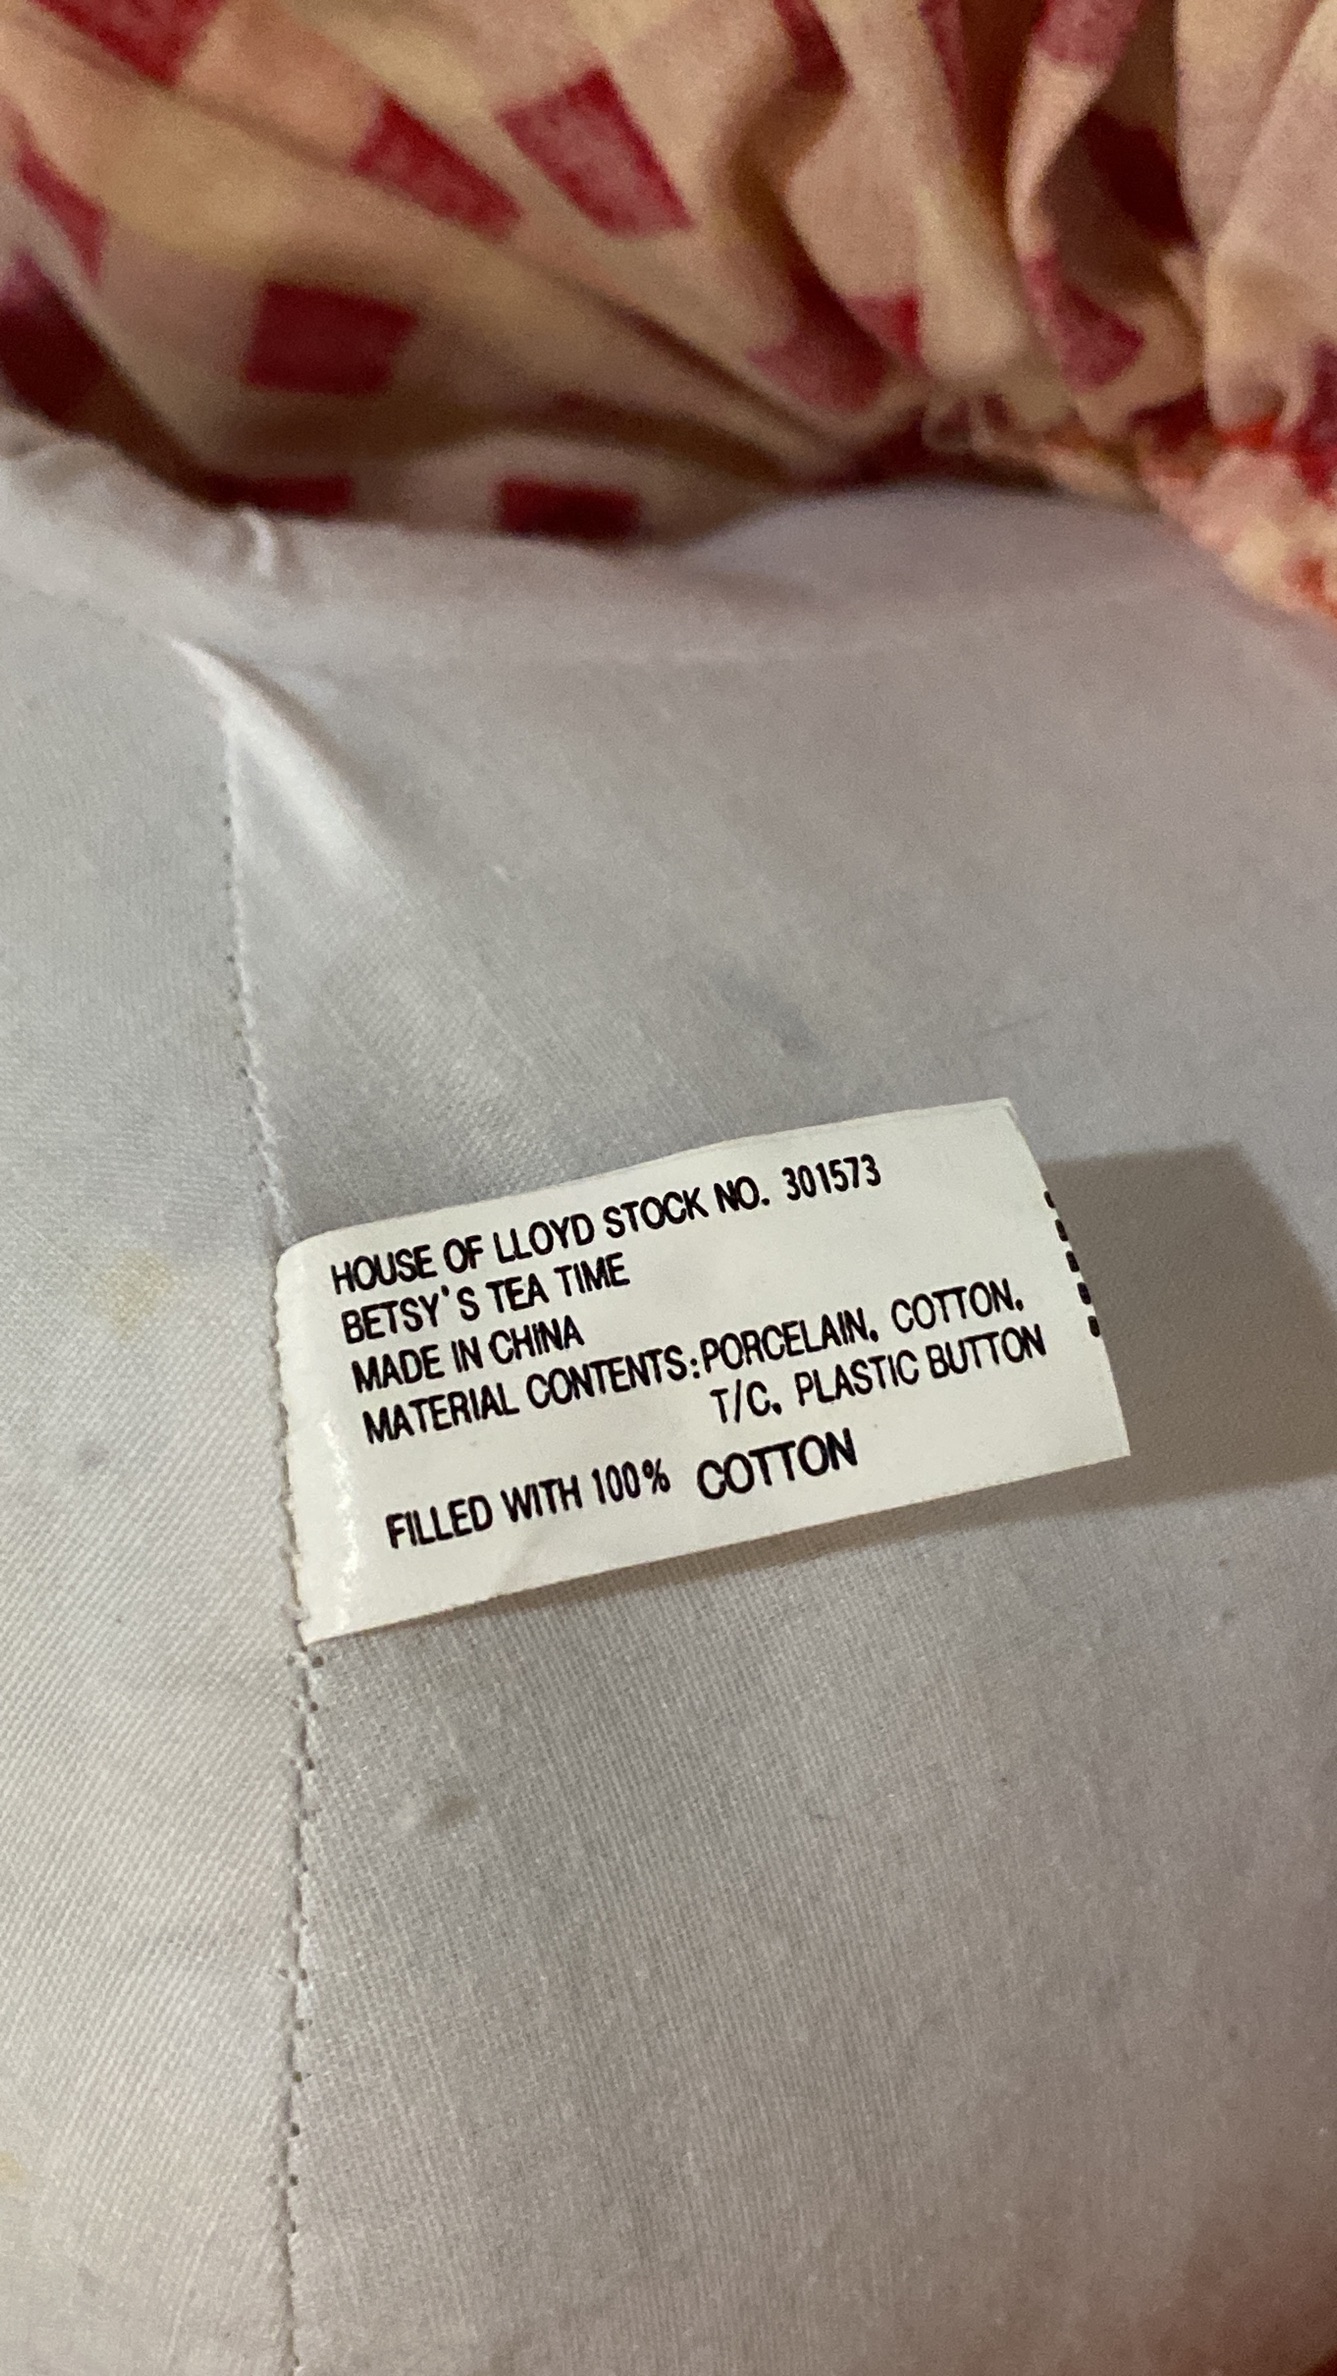 HOUSE OF LLOYD STOCK NO. 301573
BETSY'S TEA TIME
MADE IN CHINA
MATERIAL CONTENTS:PORCELAIN. COTTON.
T/C. PLASTIC BUTTON
FILLED WITH 100% COTTON